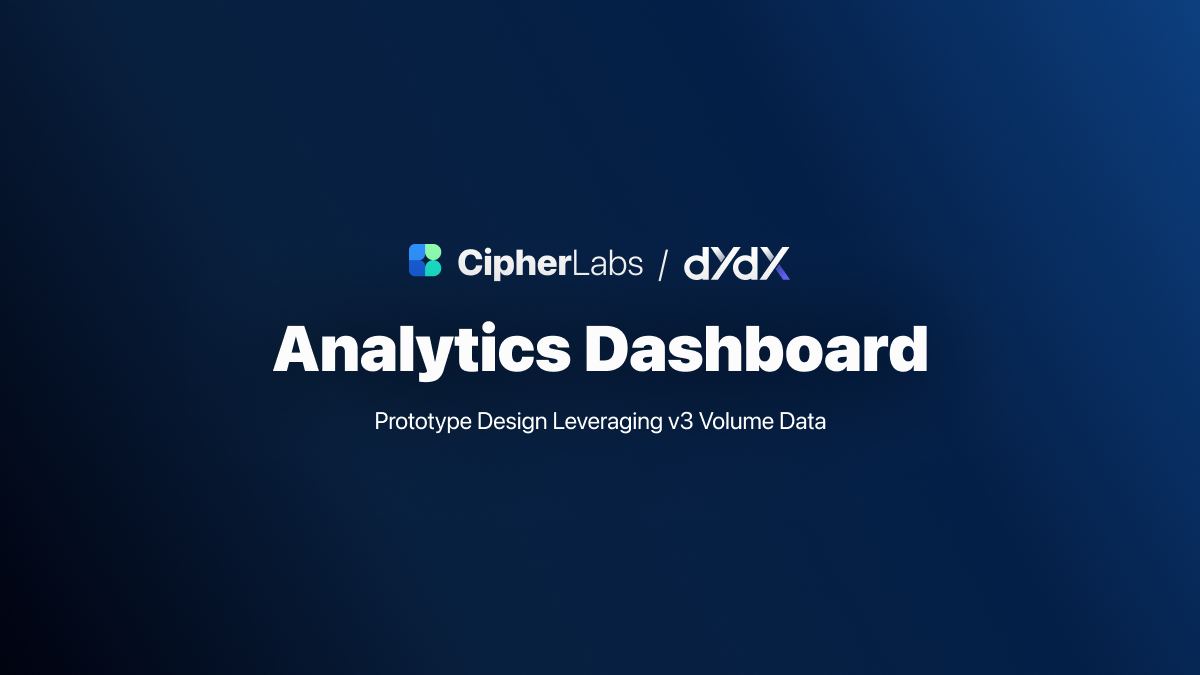 CipherLabs / dYdX
Analytics Dashboard
Prototype Design Leveraging v3 Volume Data